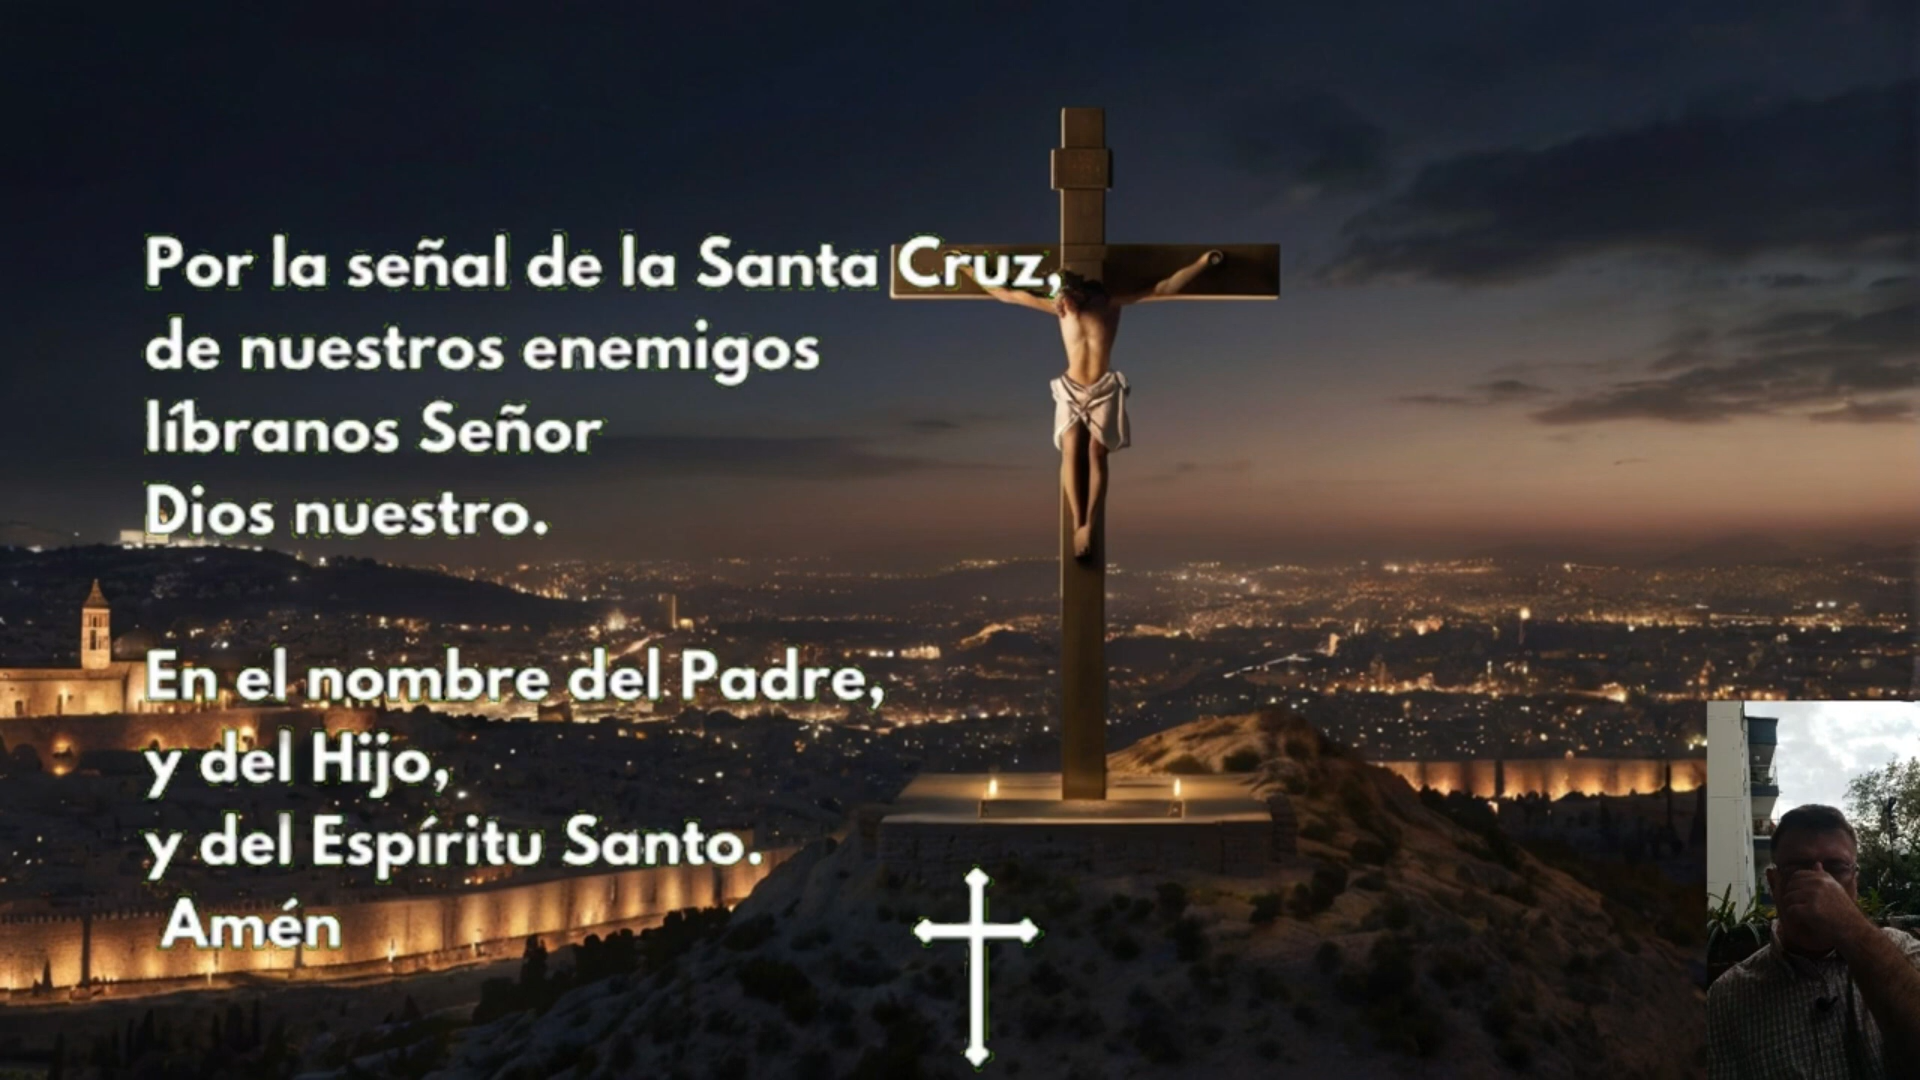 Por la señal de la Santa Cruz,
de nuestros enemigos
líbranos Señor
Dios nuestro.
En el nombre del Padre,
y del Hijo,
y del Espíritu Santo.
Amén